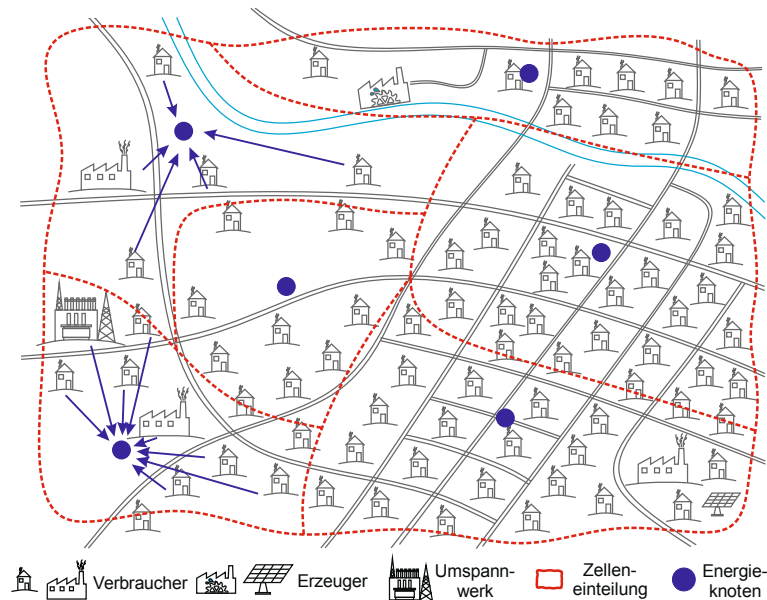 Verbraucher
Erzeuger
Umspann-
werk
Zellen-
einteilung
Energie-
knoten